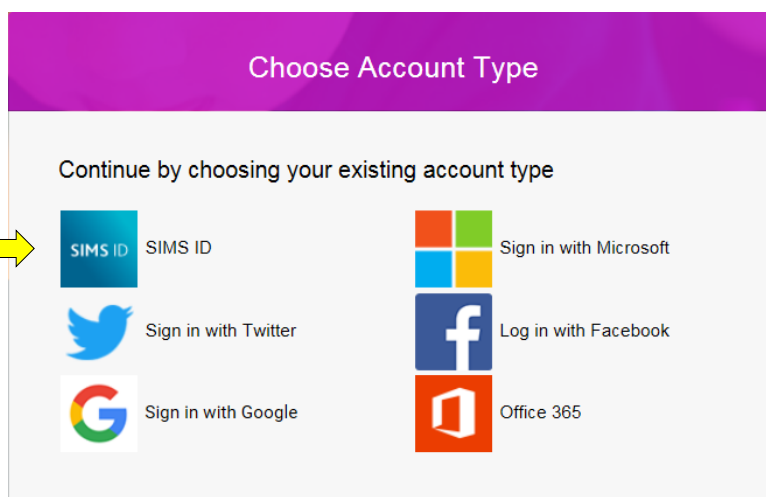 Choose Account Type
Continue by choosing your existing account type
SIMS ID SIMS ID
Sign in with Microsoft
Sign in with Twitter
Log in with Facebook
Sign in with Google
Office 365